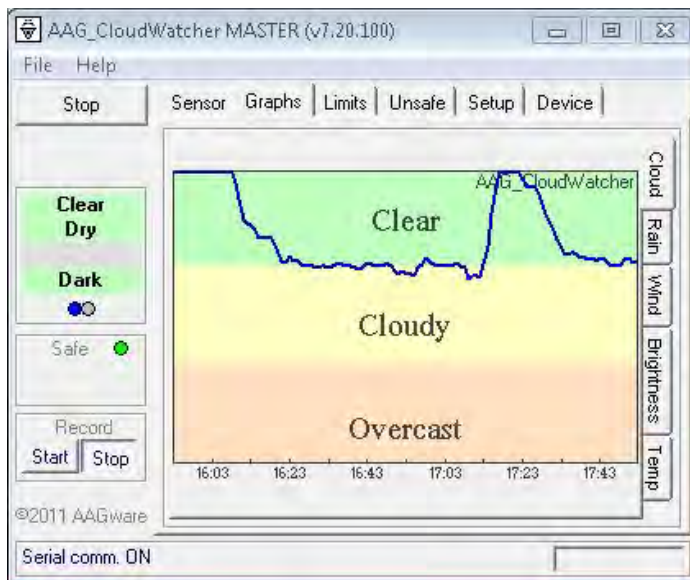 AAG_CloudWatcher MASTER (v7.20.100)
File Help
Stop
Sensor Graphs Limits Unsafe Setup Device
Clear
Dry
Dark
Safe
Record
Start Stop
©2011 AAGware
AAG_CloudWatcher
Clear
Cloudy
Overcast
16:03 16:23 16:43 17:03 17:23 17:43
Cloud
Rain
Wind
Brightness
Temp
Serial comm. ON